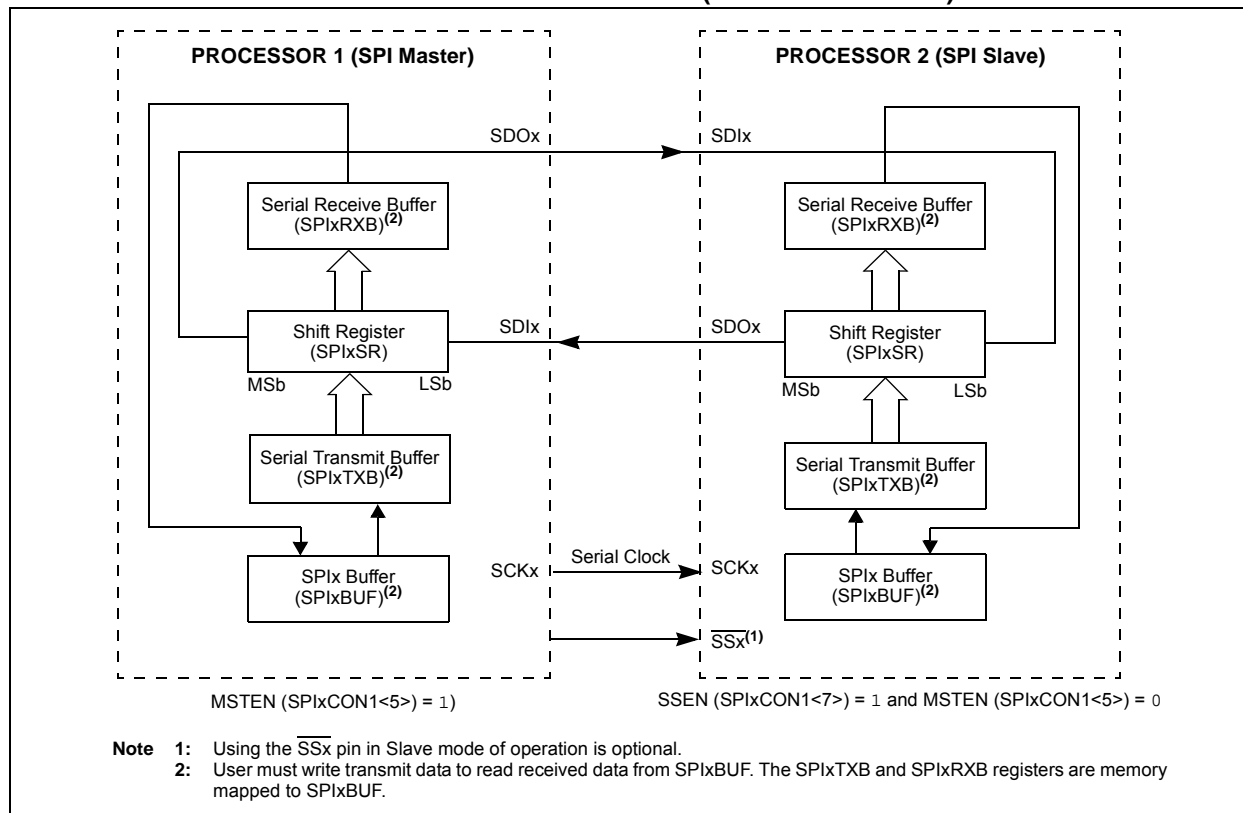 PROCESSOR 1 (SPI Master)
PROCESSOR 2 (SPI Slave)
SDOx
SDIx
Serial Receive Buffer
(SPIxRXB)(2)
Serial Receive Buffer
(SPIxRXB)(2)
Shift Register
(SPIxSR)
SDIx
SDOx
Shift Register
(SPIxSR)
MSb
LSb
MSb
LSb
Serial Transmit Buffer
(SPIxTXB)(2)
Serial Transmit Buffer
(SPIxTXB)(2)
SPIx Buffer
(SPIxBUF)(2)
SCKx
Serial Clock
SCKx
SPIx Buffer
(SPIxBUF)(2)
SSx(1)
MSTEN (SPIxCON1<5>) = 1)
SSEN (SPIxCON1<7>) = 1 and MSTEN (SPIxCON1<5>) = 0
Note 1: Using the SSx pin in Slave mode of operation is optional.
2: User must write transmit data to read received data from SPIxBUF. The SPIxTXB and SPIxRXB registers are memory
mapped to SPIxBUF.